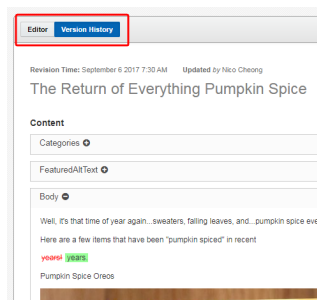 Editor Version History
Revision Time: September 6 2017 7:30 AM Updated by Nico Cheong
The Return of Everything Pumpkin Spice
Content
Categories
FeaturedAltText
Body
Well, it's that time of year again...sweaters, falling leaves, and...pumpkin spice eve
Here are a few items that have been "pumpkin spiced" in recent
years! years.
Pumpkin Spice Oreos